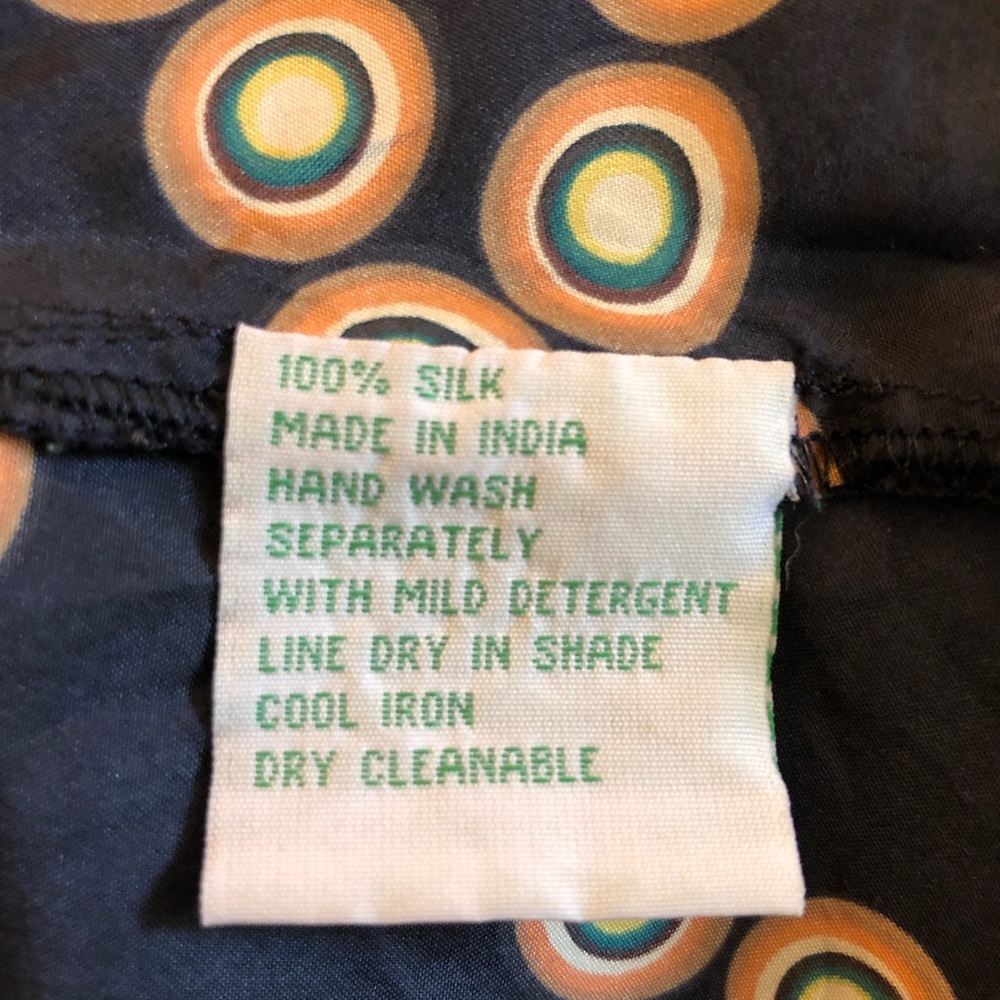 100% SILK
MADE IN INDIA
HAND WASH
SEPARATELY
WITH MILD DETERGENT
LINE DRY IN SHADE
COOL IRON
DRY CLEANABLE